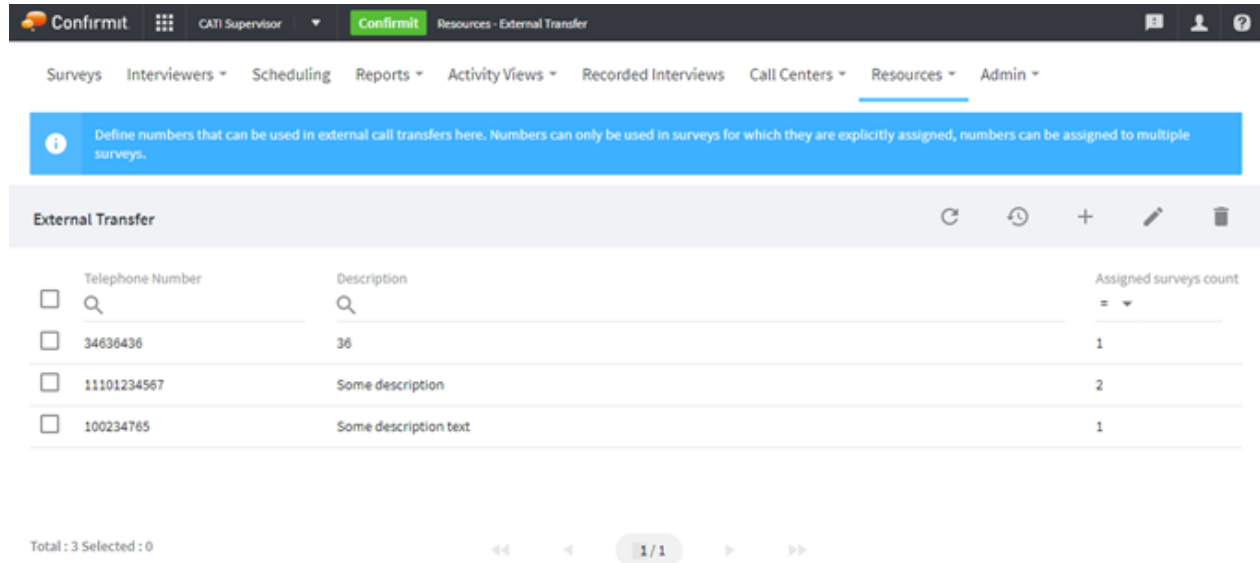 Confirmit. CATI Supervisor Confirmit Resources - External Transfer
Surveys Interviewers Scheduling Reports Activity Views Recorded Interviews Call Centers Resources Admin
Define numbers that can be used in external call transfers here. Numbers can only be used in surveys for which they are explicitly assigned, numbers can be assigned to multiple
surveys.
External Transfer
Telephone Number Description Assigned surveys count
=
34636436 36 1
11101234567 Some description 2
100234765 Some description text 1
Total : 3 Selected : 0 1 / 1